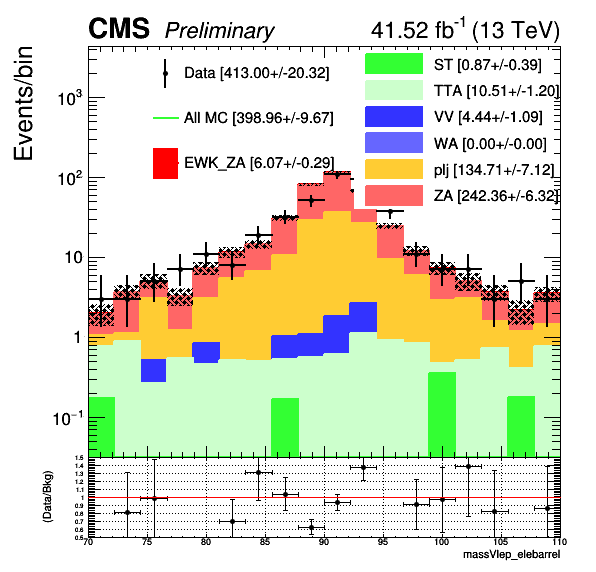 CMS Preliminary 41.52 fb⁻¹ (13 TeV)
Events/bin
Data [413.00+/-20.32]
All MC [398.96+/-9.67]
EWK_ZA [6.07+/-0.29]
ST [0.87+/-0.39]
TTA [10.51+/-1.20]
VV [4.44+/-1.09]
WA [0.00+/-0.00]
plj [134.71+/-7.12]
ZA [242.36+/-6.32]
10³
10²
10
1
10⁻¹
(Data/Bkg)
1.5
1.4
1.3
1.2
1.1
1
0.9
0.8
0.7
0.6
0.5
70 75 80 85 90 95 100 105 110
massVlep_elebarrel